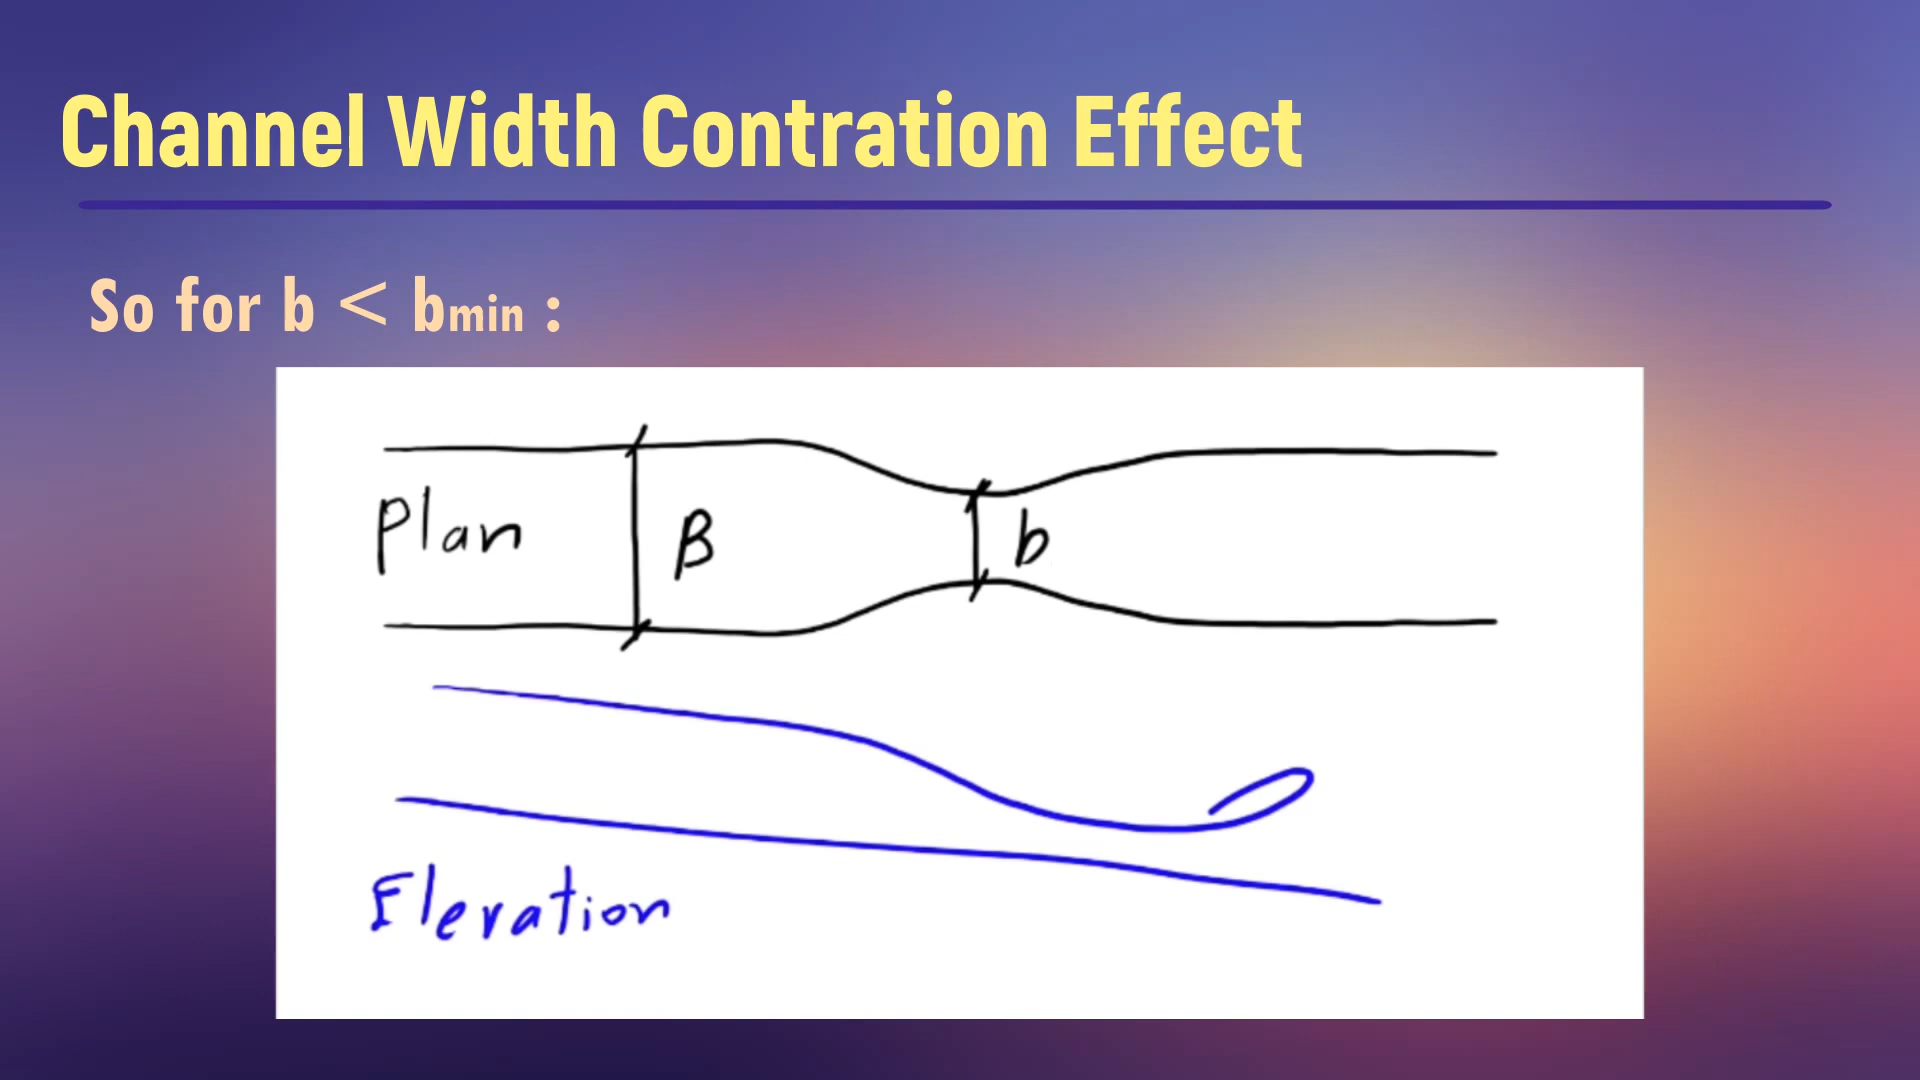 Channel Width Contration Effect
So for b < bmin :
Plan
B
b
Elevation